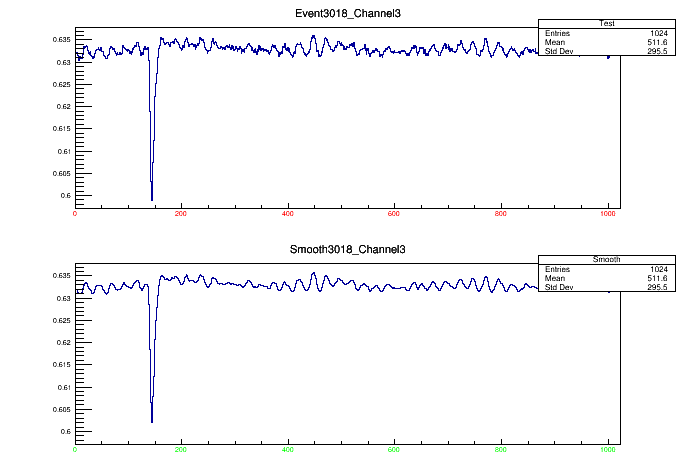 Event3018_Channel3
Test
Entries 1024
Mean 511.6
Std Dev 295.5
0.635
0.63
0.625
0.62
0.615
0.61
0.605
0.6
0 200 400 600 800 1000
Smooth3018_Channel3
Smooth
Entries 1024
Mean 511.6
Std Dev 295.5
0.635
0.63
0.625
0.62
0.615
0.61
0.605
0.6
0 200 400 600 800 1000